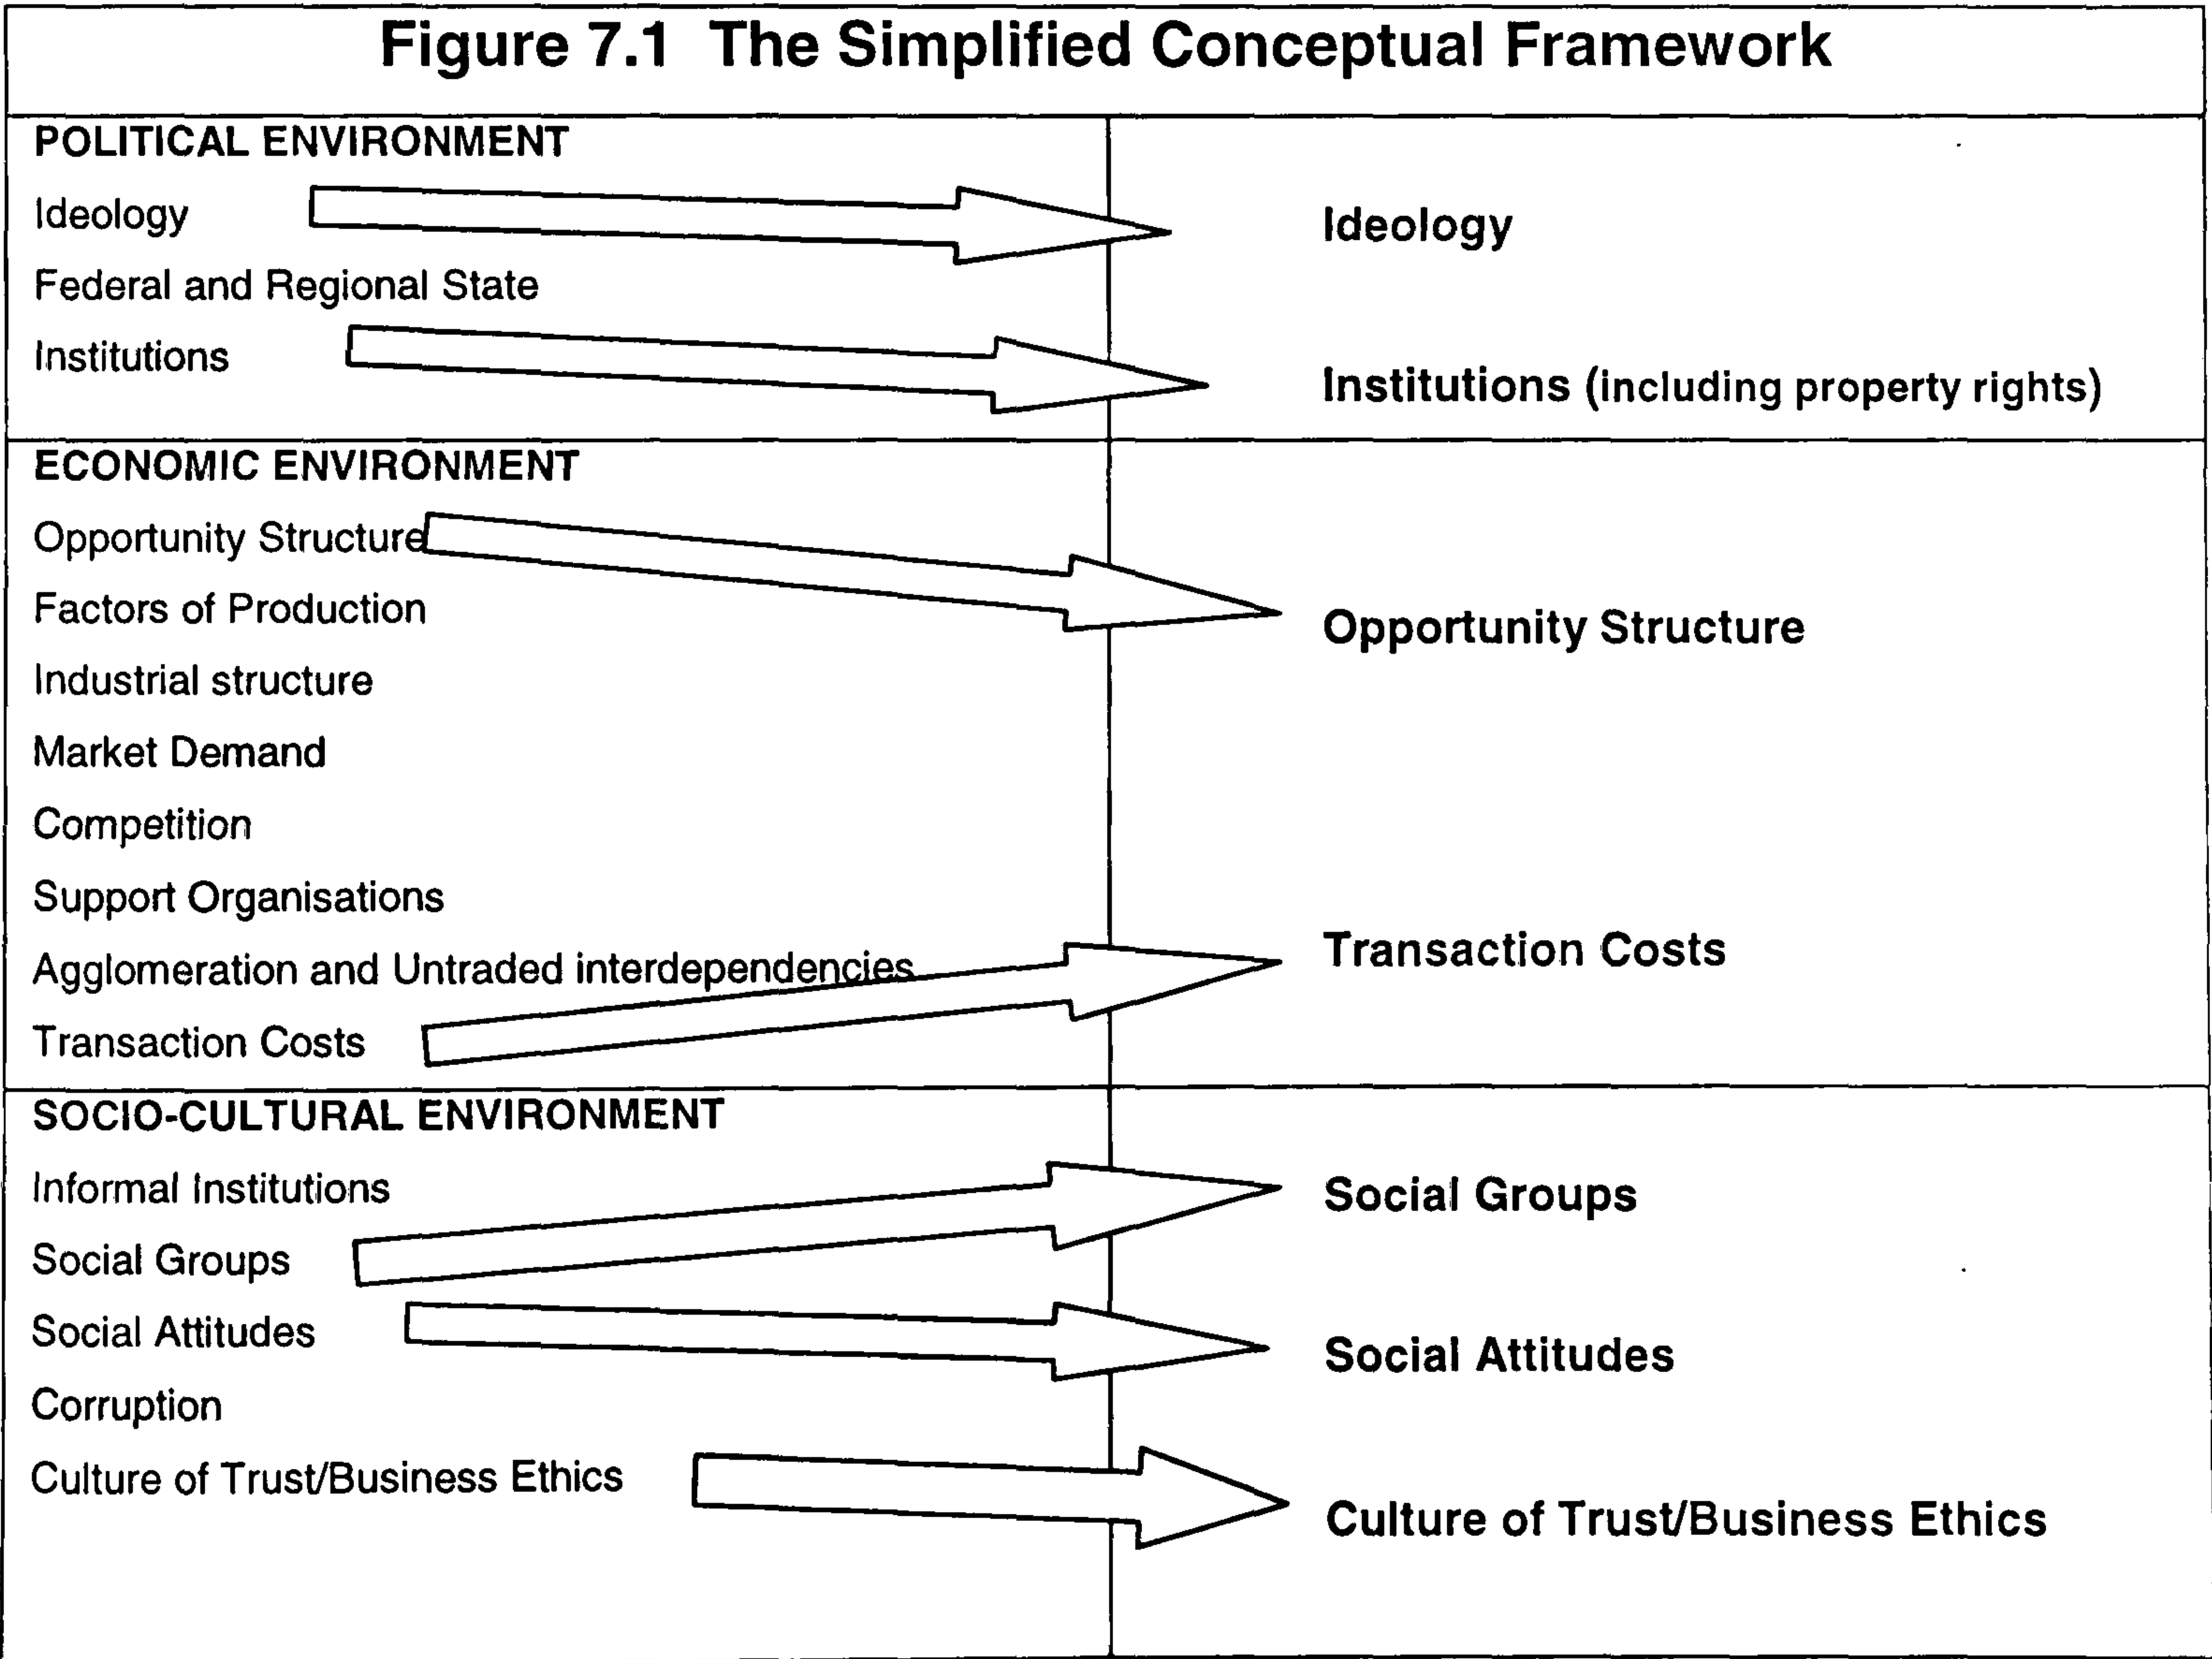 Figure 7.1 The Simplified Conceptual Framework
POLITICAL ENVIRONMENT
Ideology
Federal and Regional State
Institutions
Ideology
Institutions (including property rights)
ECONOMIC ENVIRONMENT
Opportunity Structure
Factors of Production
Industrial structure
Market Demand
Competition
Support Organisations
Agglomeration and Untraded interdependencies
Transaction Costs
Opportunity Structure
Transaction Costs
SOCIO-CULTURAL ENVIRONMENT
Informal Institutions
Social Groups
Social Attitudes
Corruption
Culture of Trust/Business Ethics
Social Groups
Social Attitudes
Culture of Trust/Business Ethics